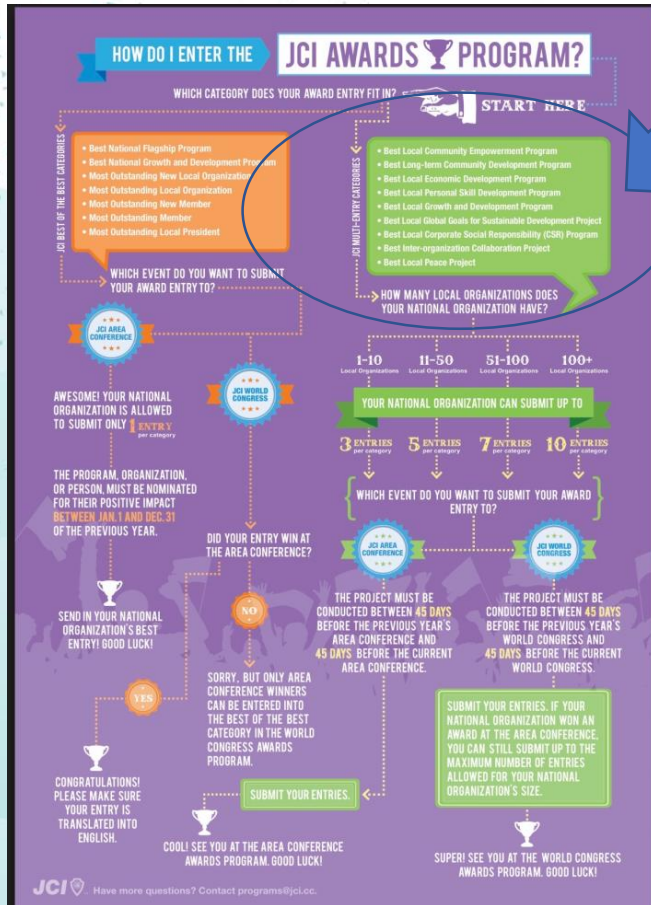 HOW DO I ENTER THE
JCI AWARDS PROGRAM?
WHICH CATEGORY DOES YOUR AWARD ENTRY FIT IN?
START HERE
JCI BEST OF THE BEST CATEGORIES
• Best National Flagship Program
• Best National Growth and Development Program
• Most Outstanding New Local Organization
• Most Outstanding Local Organization
• Most Outstanding New Member
• Most Outstanding Member
• Most Outstanding Local President
JCI MULTI-ENTRY CATEGORIES
• Best Local Community Empowerment Program
• Best Long-term Community Development Program
• Best Local Economic Development Program
• Best Local Personal Skill Development Program
• Best Local Growth and Development Program
• Best Local Global Goals for Sustainable Development Project
• Best Local Corporate Social Responsibility (CSR) Program
• Best Inter-organization Collaboration Project
• Best Local Peace Project
WHICH EVENT DO YOU WANT TO SUBMIT
YOUR AWARD ENTRY TO?
JCI AREA
CONFERENCE
JCI WORLD
CONGRESS
AWESOME! YOUR NATIONAL
ORGANIZATION IS ALLOWED
TO SUBMIT ONLY 1 ENTRY
per category
THE PROGRAM, ORGANIZATION,
OR PERSON, MUST BE NOMINATED
FOR THEIR POSITIVE IMPACT
BETWEEN JAN.1 AND DEC.31
OF THE PREVIOUS YEAR.
SEND IN YOUR NATIONAL
ORGANIZATION'S BEST
ENTRY! GOOD LUCK!
DID YOUR ENTRY WIN AT
THE AREA CONFERENCE?
NO
SORRY, BUT ONLY AREA
CONFERENCE WINNERS
CAN BE ENTERED INTO
THE BEST OF THE BEST
CATEGORY IN THE WORLD
CONGRESS AWARDS
PROGRAM.
YES
CONGRATULATIONS!
PLEASE MAKE SURE
YOUR ENTRY IS
TRANSLATED INTO
ENGLISH.
HOW MANY LOCAL ORGANIZATIONS DOES
YOUR NATIONAL ORGANIZATION HAVE?
1-10 11-50 51-100 100+
Local Organizations Local Organizations Local Organizations Local Organizations
YOUR NATIONAL ORGANIZATION CAN SUBMIT UP TO
3 ENTRIES 5 ENTRIES 7 ENTRIES 10 ENTRIES
per category per category per category per category
WHICH EVENT DO YOU WANT TO SUBMIT YOUR AWARD
ENTRY TO?
JCI AREA
CONFERENCE
JCI WORLD
CONGRESS
THE PROJECT MUST BE
CONDUCTED BETWEEN 45 DAYS
BEFORE THE PREVIOUS YEAR'S
AREA CONFERENCE AND
45 DAYS BEFORE THE CURRENT
AREA CONFERENCE.
THE PROJECT MUST BE
CONDUCTED BETWEEN 45 DAYS
BEFORE THE PREVIOUS YEAR'S
WORLD CONGRESS AND
45 DAYS BEFORE THE CURRENT
WORLD CONGRESS.
SUBMIT YOUR ENTRIES.
COOL! SEE YOU AT THE AREA CONFERENCE
AWARDS PROGRAM. GOOD LUCK!
SUBMIT YOUR ENTRIES. IF YOUR
NATIONAL ORGANIZATION WON AN
AWARD AT THE AREA CONFERENCE,
YOU CAN STILL SUBMIT UP TO THE
MAXIMUM NUMBER OF ENTRIES
ALLOWED FOR YOUR NATIONAL
ORGANIZATION'S SIZE.
SUPER! SEE YOU AT THE WORLD CONGRESS
AWARDS PROGRAM. GOOD LUCK!
JCI Have more questions? Contact programs@jci.cc.